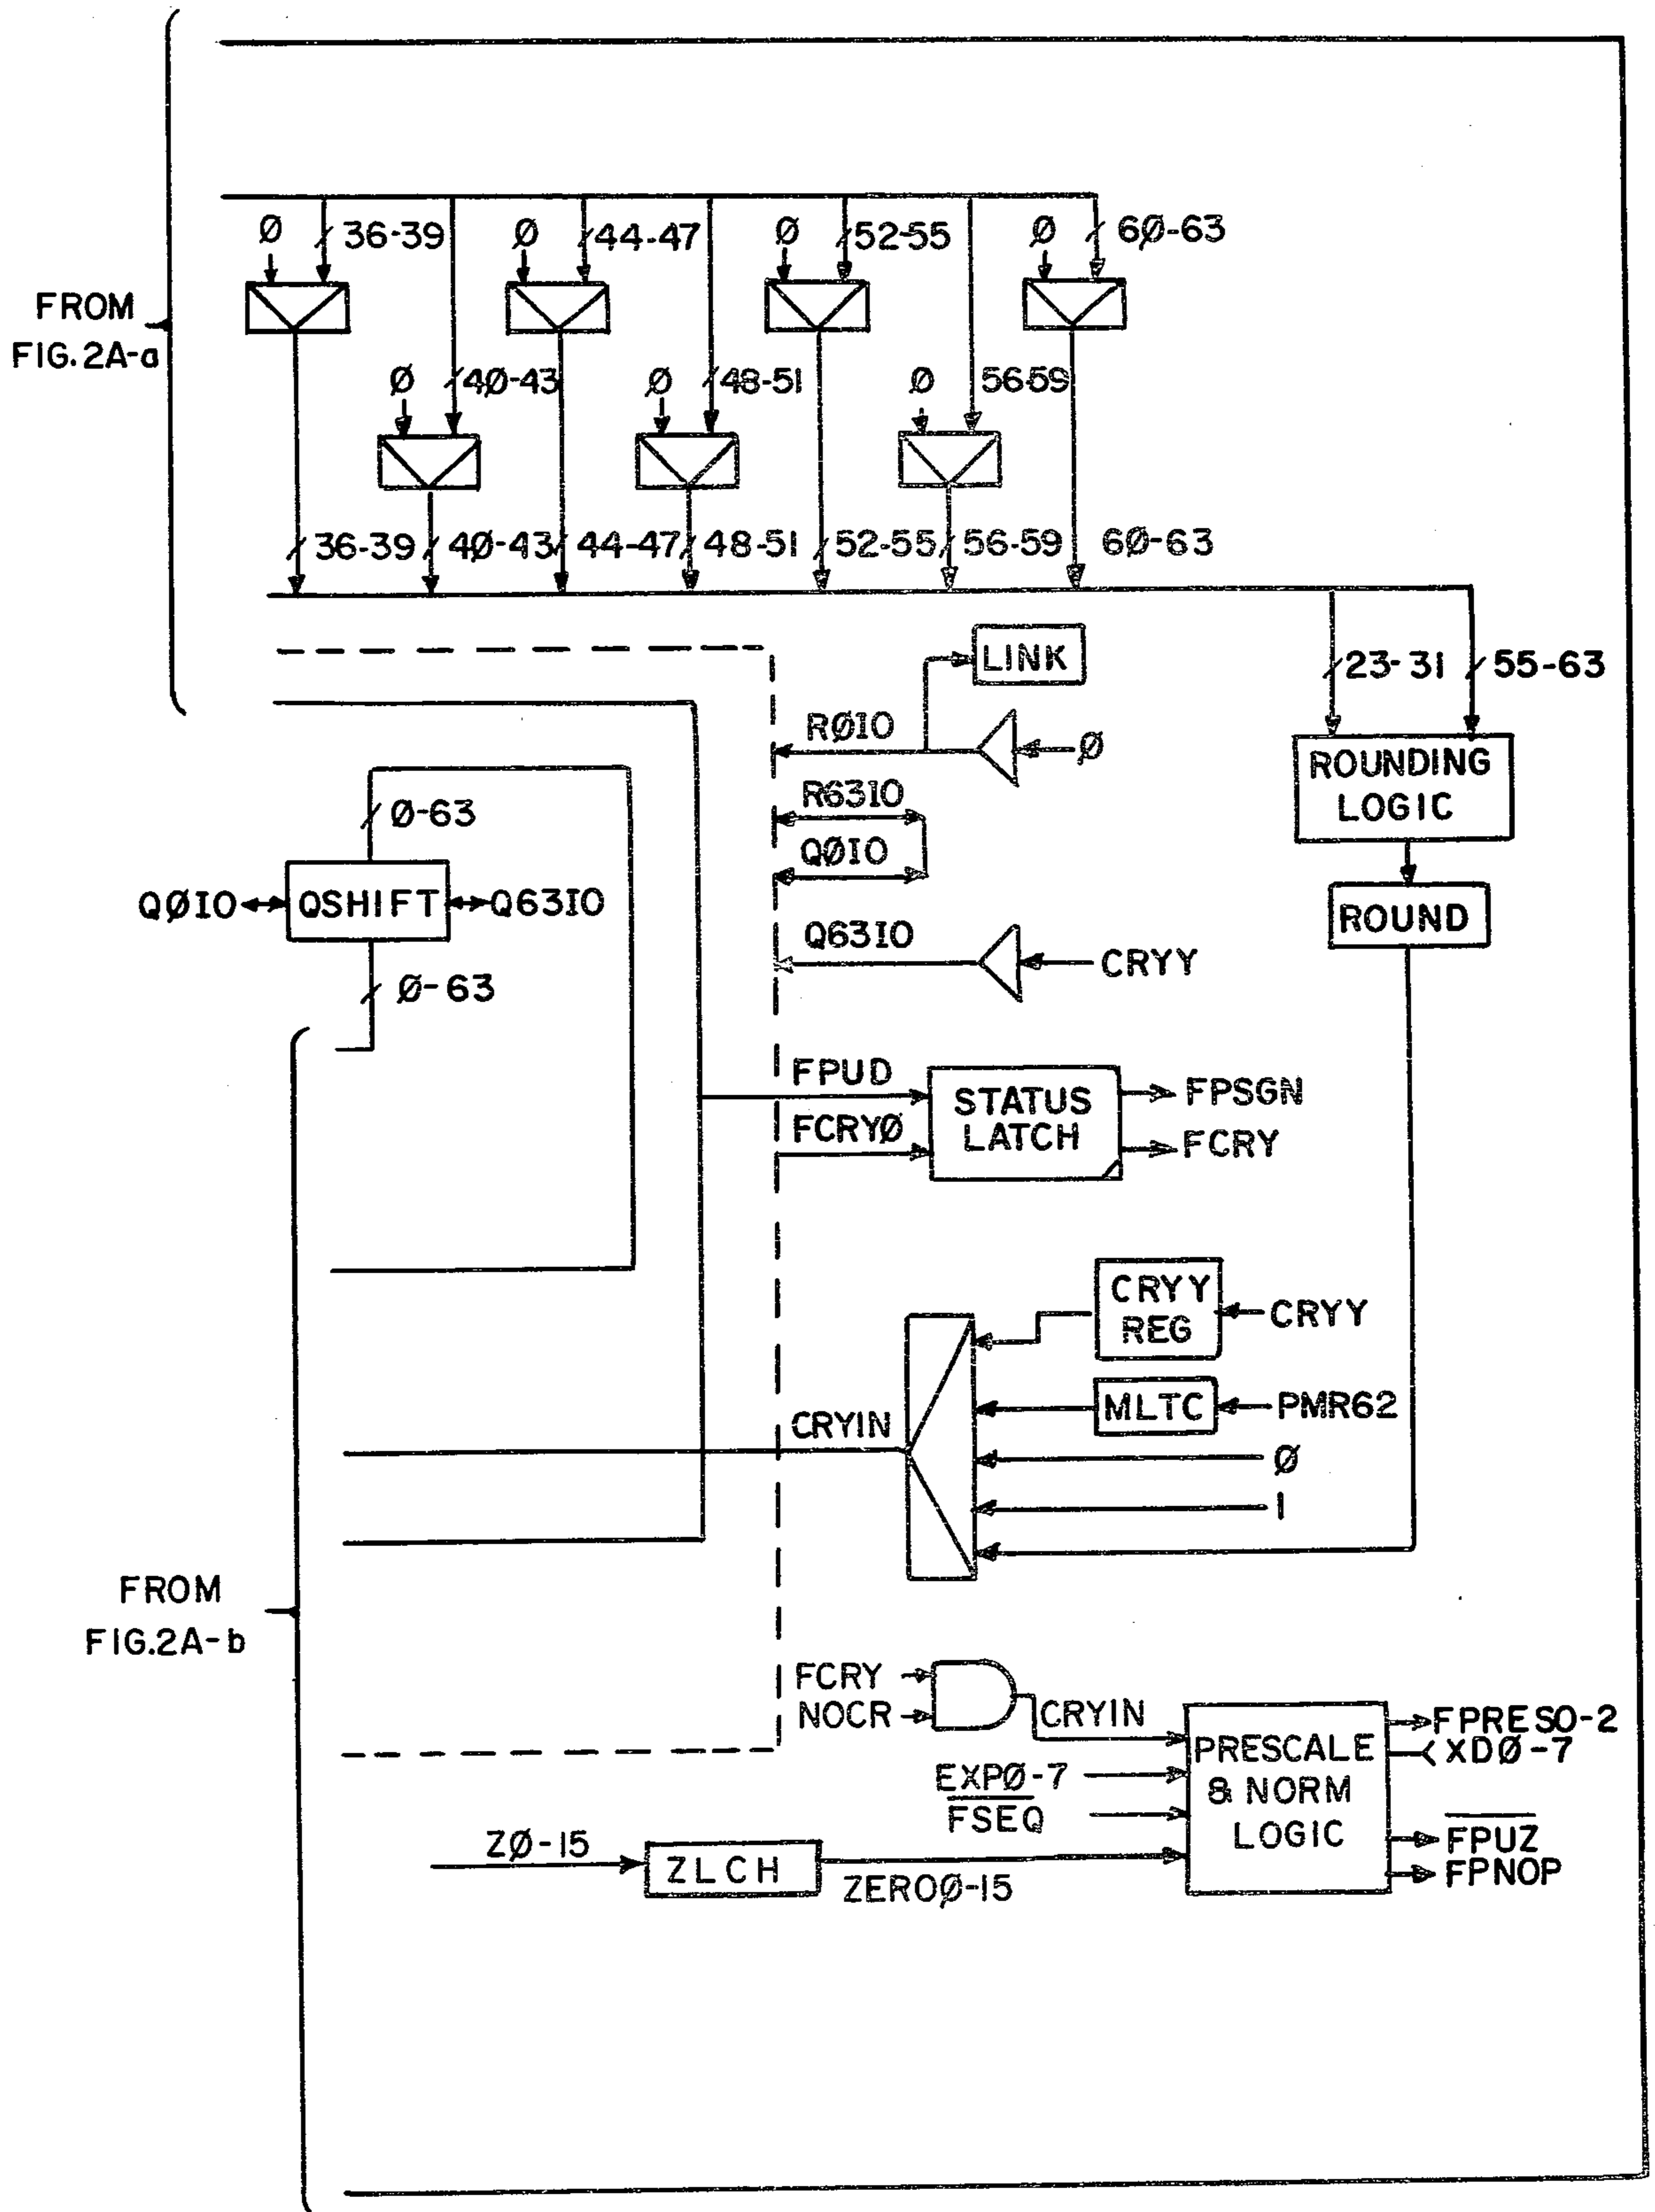 Ø 36-39 Ø 44-47 Ø 52-55 Ø 6Ø-63
FROM
FIG.2A-a
Ø 4Ø-43 Ø 48-51 Ø 56-59
36-39 4Ø-43 44-47 48-51 52-55 56-59 6Ø-63
LINK
23-31 55-63
RØIO
Ø
ROUNDING
LOGIC
R63IO
Ø-63
QØIO
QØIO QSHIFT Q63IO
ROUND
Q63IO
CRYY
Ø-63
FPUD
STATUS
LATCH
FPSGN
FCRYØ
FCRY
CRYY
REG
CRYY
MLTC PMR62
CRYIN
Ø
1
FROM
FIG.2A-b
FCRY
NOCR
CRYIN
PRESCALE
& NORM
LOGIC
FPRESO-2
XDØ-7
EXPØ-7
F̅S̅E̅Q̅
ZØ-15
ZLCH
ZEROØ-15
F̅P̅U̅Z̅
FPNOP